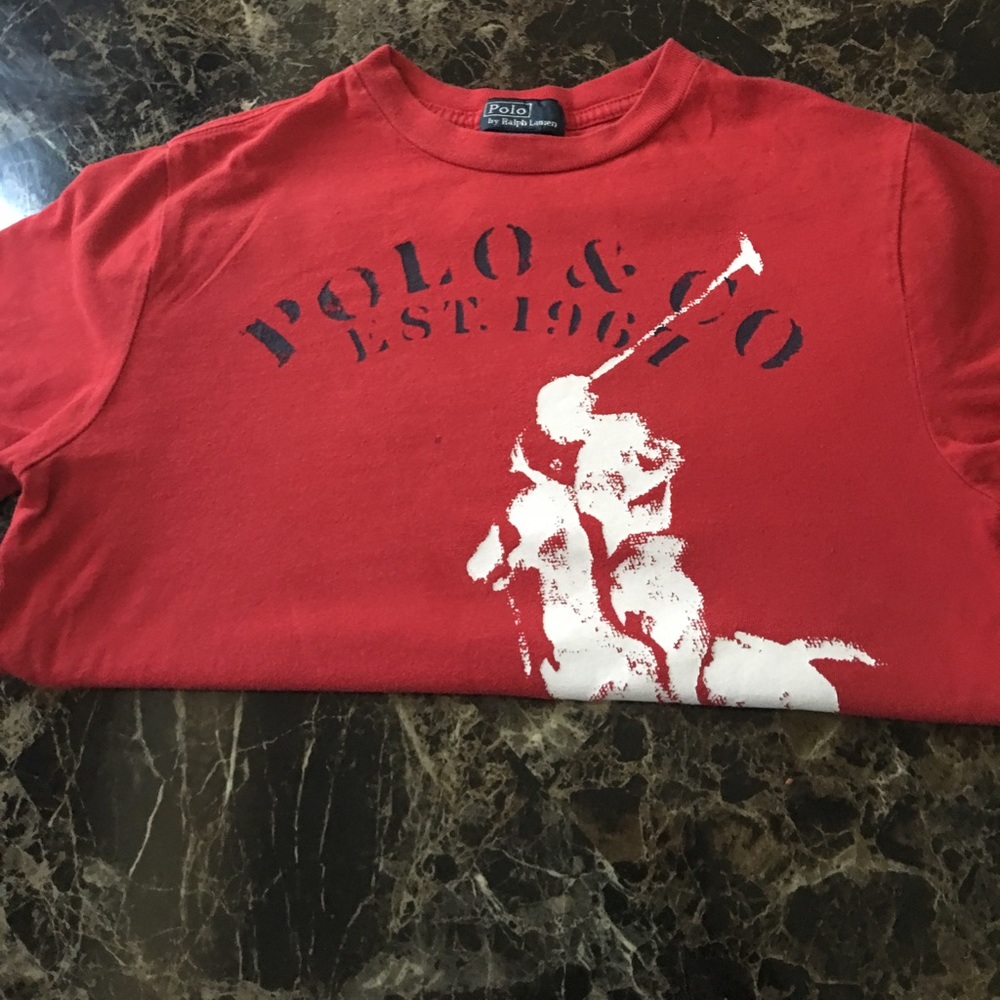 Polo
by Ralph Lauren
POLO & CO
EST. 1967